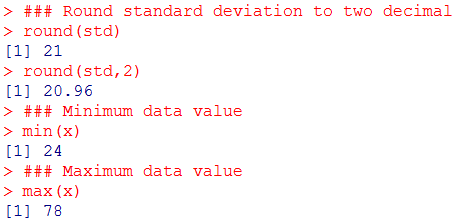 > ### Round standard deviation to two decimal
> round(std)
[1] 21
> round(std,2)
[1] 20.96
> ### Minimum data value
> min(x)
[1] 24
> ### Maximum data value
> max(x)
[1] 78